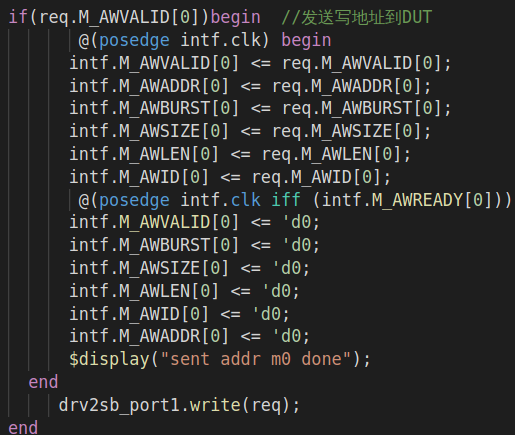 if(req.M_AWVALID[0])begin  //发送写地址到DUT
@(posedge intf.clk) begin
intf.M_AWVALID[0] <= req.M_AWVALID[0];
intf.M_AWADDR[0] <= req.M_AWADDR[0];
intf.M_AWBURST[0] <= req.M_AWBURST[0];
intf.M_AWSIZE[0] <= req.M_AWSIZE[0];
intf.M_AWLEN[0] <= req.M_AWLEN[0];
intf.M_AWID[0] <= req.M_AWID[0];
@(posedge intf.clk iff (intf.M_AWREADY[0]))
intf.M_AWVALID[0] <= 'd0;
intf.M_AWBURST[0] <= 'd0;
intf.M_AWSIZE[0] <= 'd0;
intf.M_AWLEN[0] <= 'd0;
intf.M_AWID[0] <= 'd0;
intf.M_AWADDR[0] <= 'd0;
$display("sent addr m0 done");
end
drv2sb_port1.write(req);
end